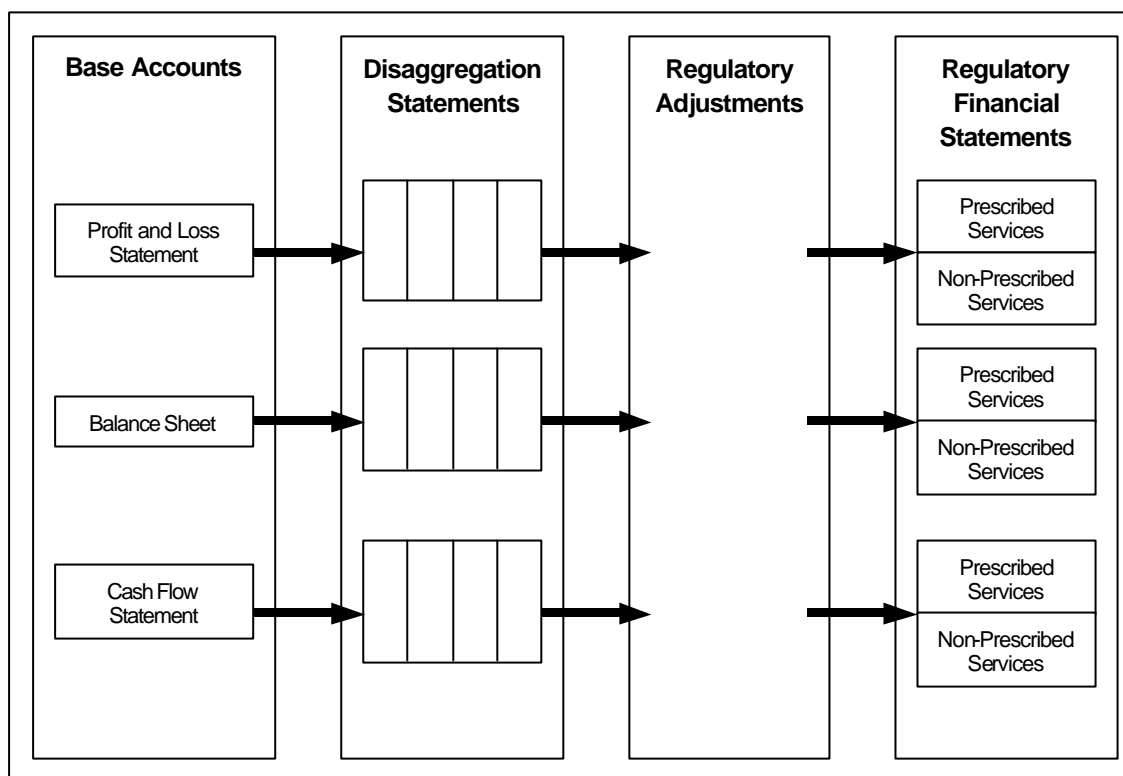 Base Accounts
Disaggregation
Statements
Regulatory
Adjustments
Regulatory
Financial
Statements
Profit and Loss
Statement
Prescribed
Services
Non-Prescribed
Services
Balance Sheet
Prescribed
Services
Non-Prescribed
Services
Cash Flow
Statement
Prescribed
Services
Non-Prescribed
Services